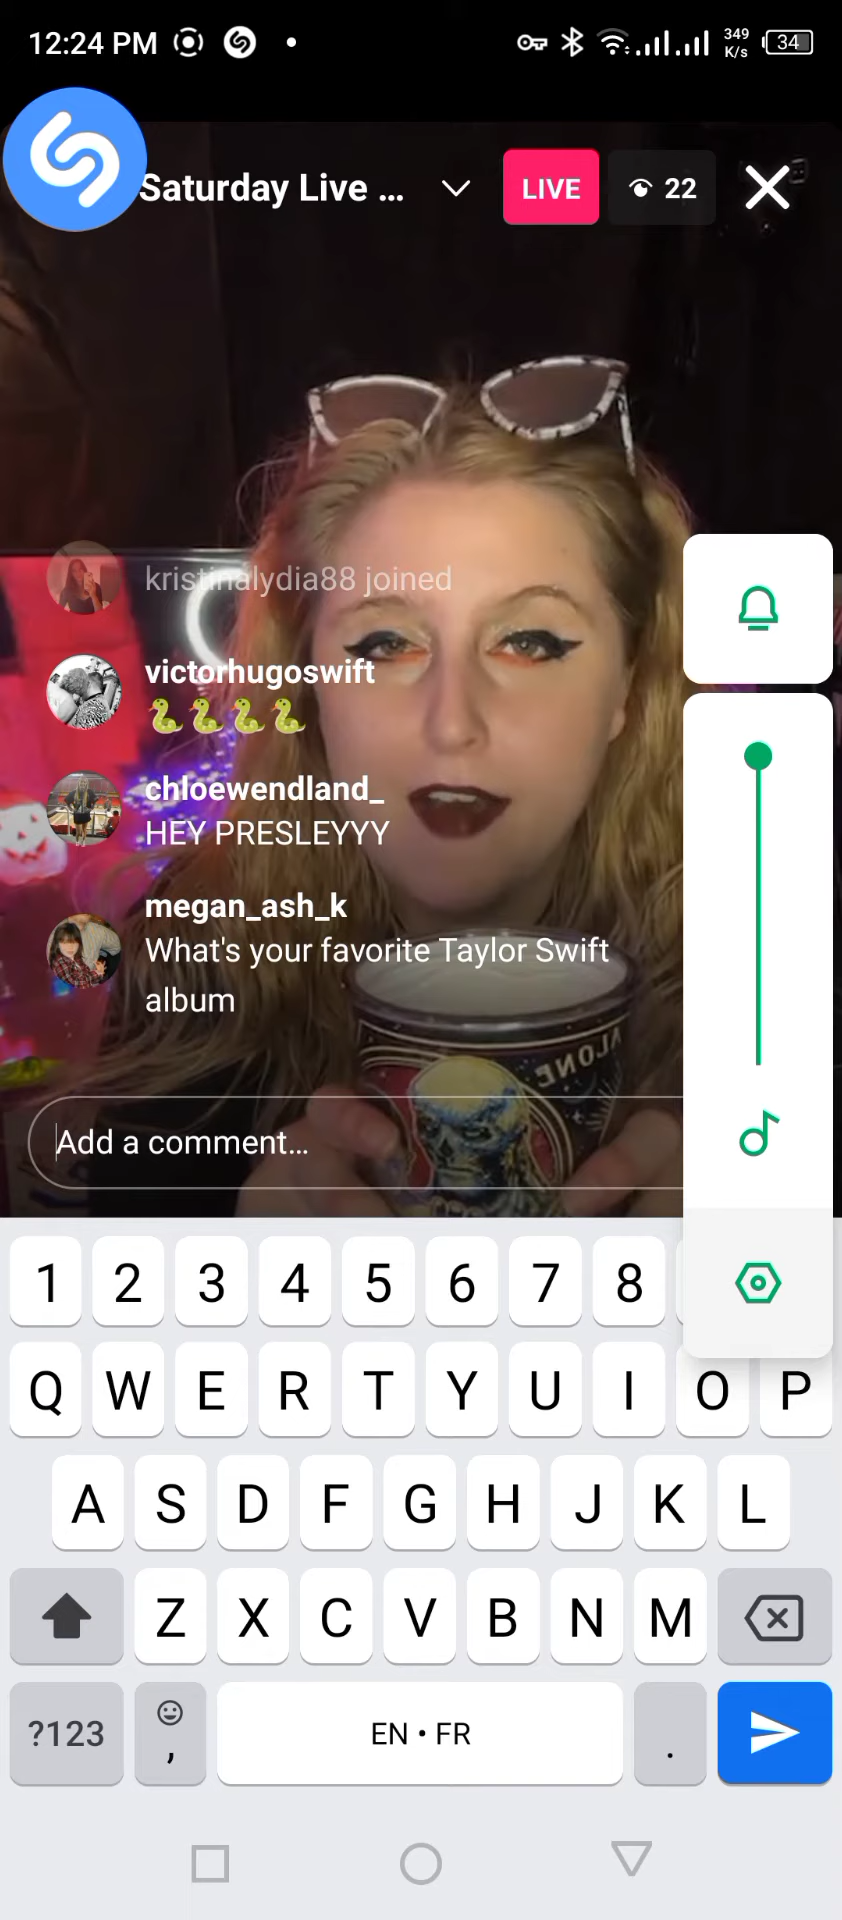 12:24 PM
349
K/s
34
Saturday Live ...
LIVE
22
kristinalydia88 joined
victorhugoswift
🐍🐍🐍🐍
chloewendland_
HEY PRESLEYYY
megan_ash_k
What's your favorite Taylor Swift
album
ALONE
Add a comment...
1 2 3 4 5 6 7 8
Q W E R T Y U I O P
A S D F G H J K L
Z X C V B N M
?123 , EN • FR .